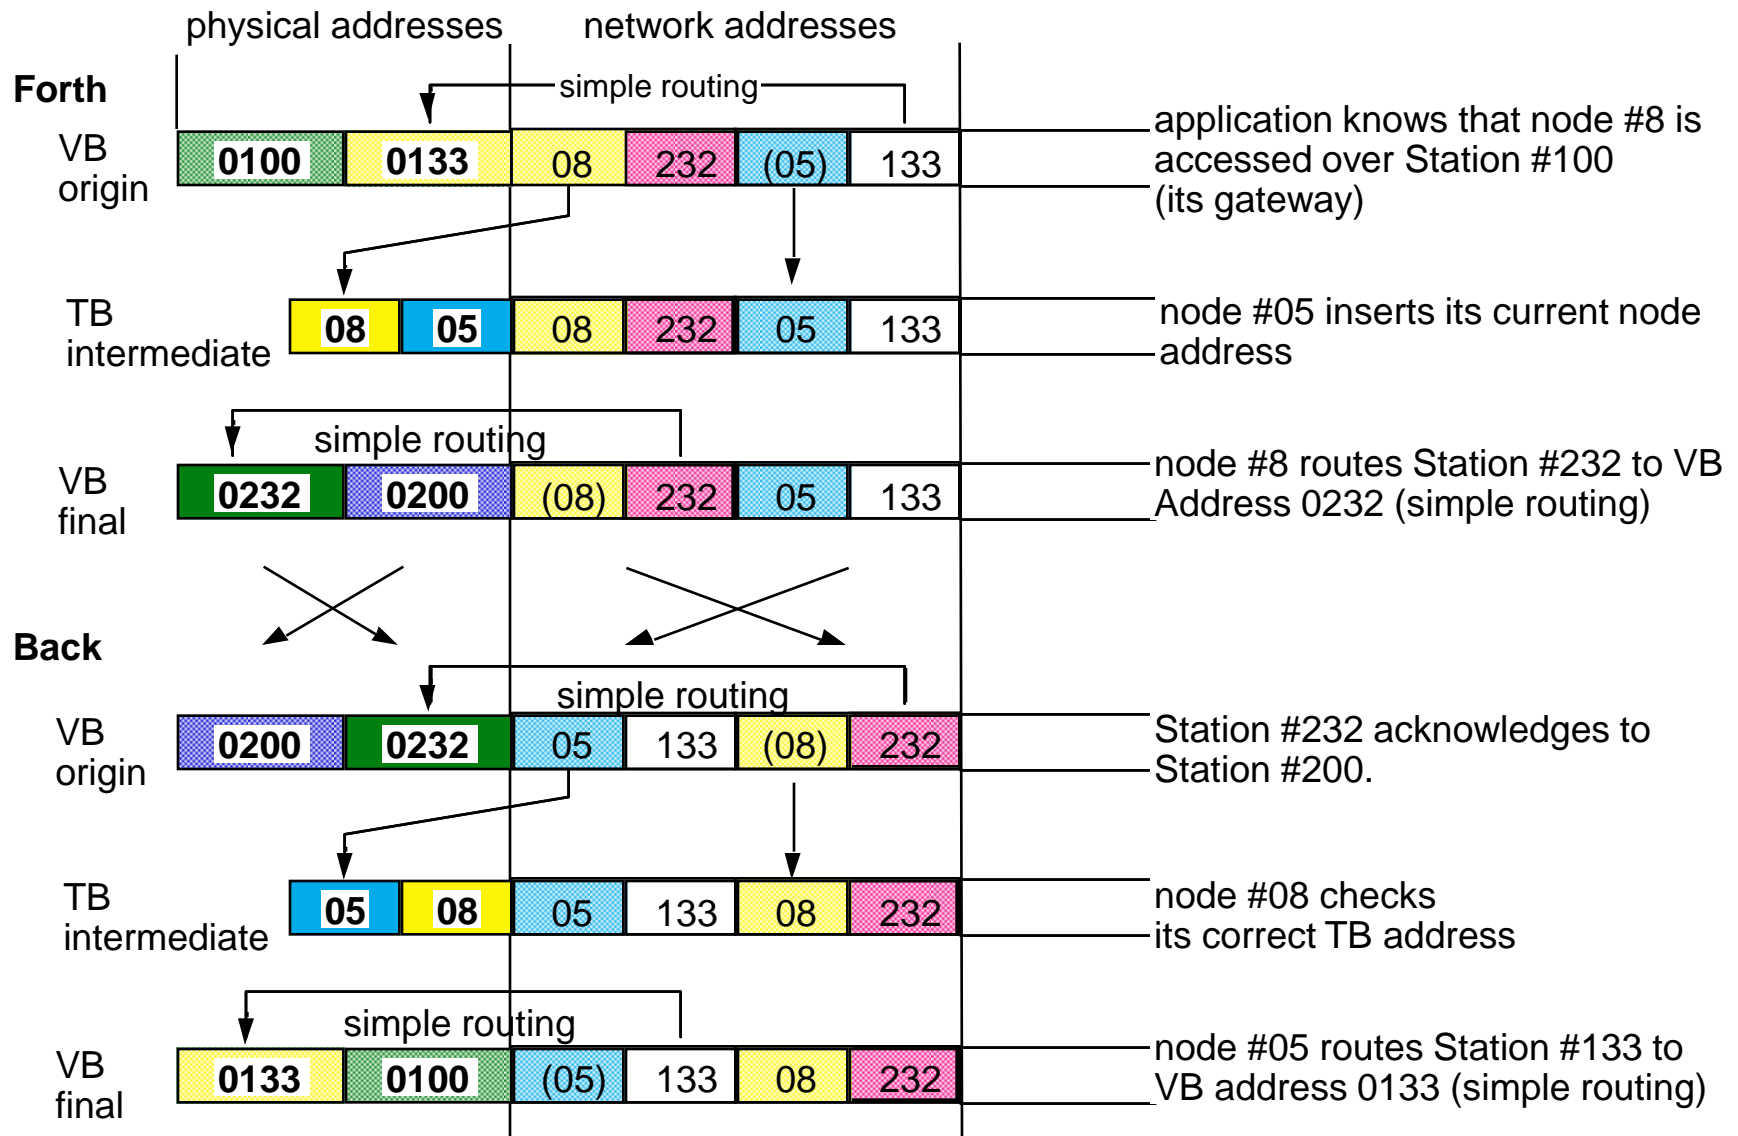 physical addresses network addresses
Forth
simple routing
VB origin 0100 0133 08 232 (05) 133
application knows that node #8 is
accessed over Station #100
(its gateway)
TB intermediate 08 05 08 232 05 133
node #05 inserts its current node
address
simple routing
VB final 0232 0200 (08) 232 05 133
node #8 routes Station #232 to VB
Address 0232 (simple routing)
Back
simple routing
VB origin 0200 0232 05 133 (08) 232
Station #232 acknowledges to
Station #200.
TB intermediate 05 08 05 133 08 232
node #08 checks
its correct TB address
simple routing
VB final 0133 0100 (05) 133 08 232
node #05 routes Station #133 to
VB address 0133 (simple routing)